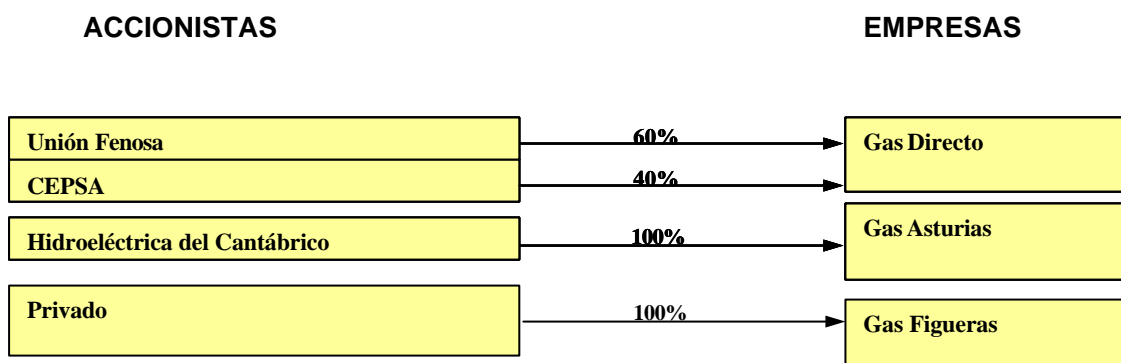 ACCIONISTAS EMPRESAS
Unión Fenosa 60% Gas Directo
CEPSA 40%
Hidroeléctrica del Cantábrico 100% Gas Asturias
Privado 100% Gas Figueras